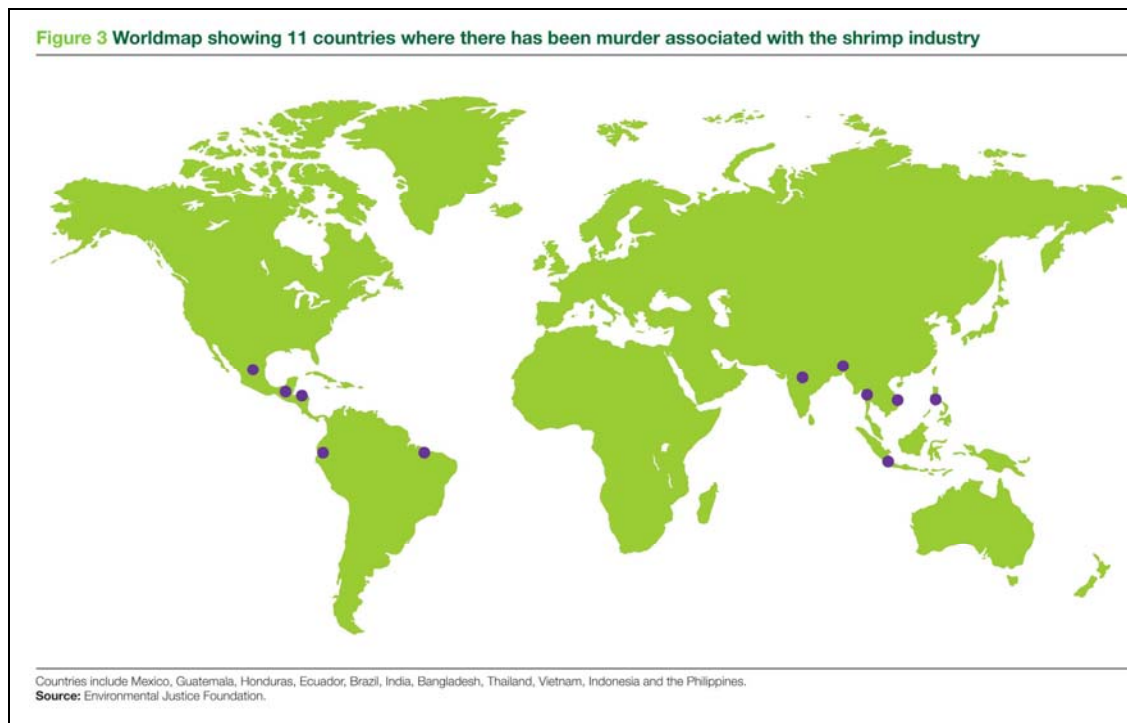 Figure 3 Worldmap showing 11 countries where there has been murder associated with the shrimp industry
Countries include Mexico, Guatemala, Honduras, Ecuador, Brazil, India, Bangladesh, Thailand, Vietnam, Indonesia and the Philippines.
Source: Environmental Justice Foundation.